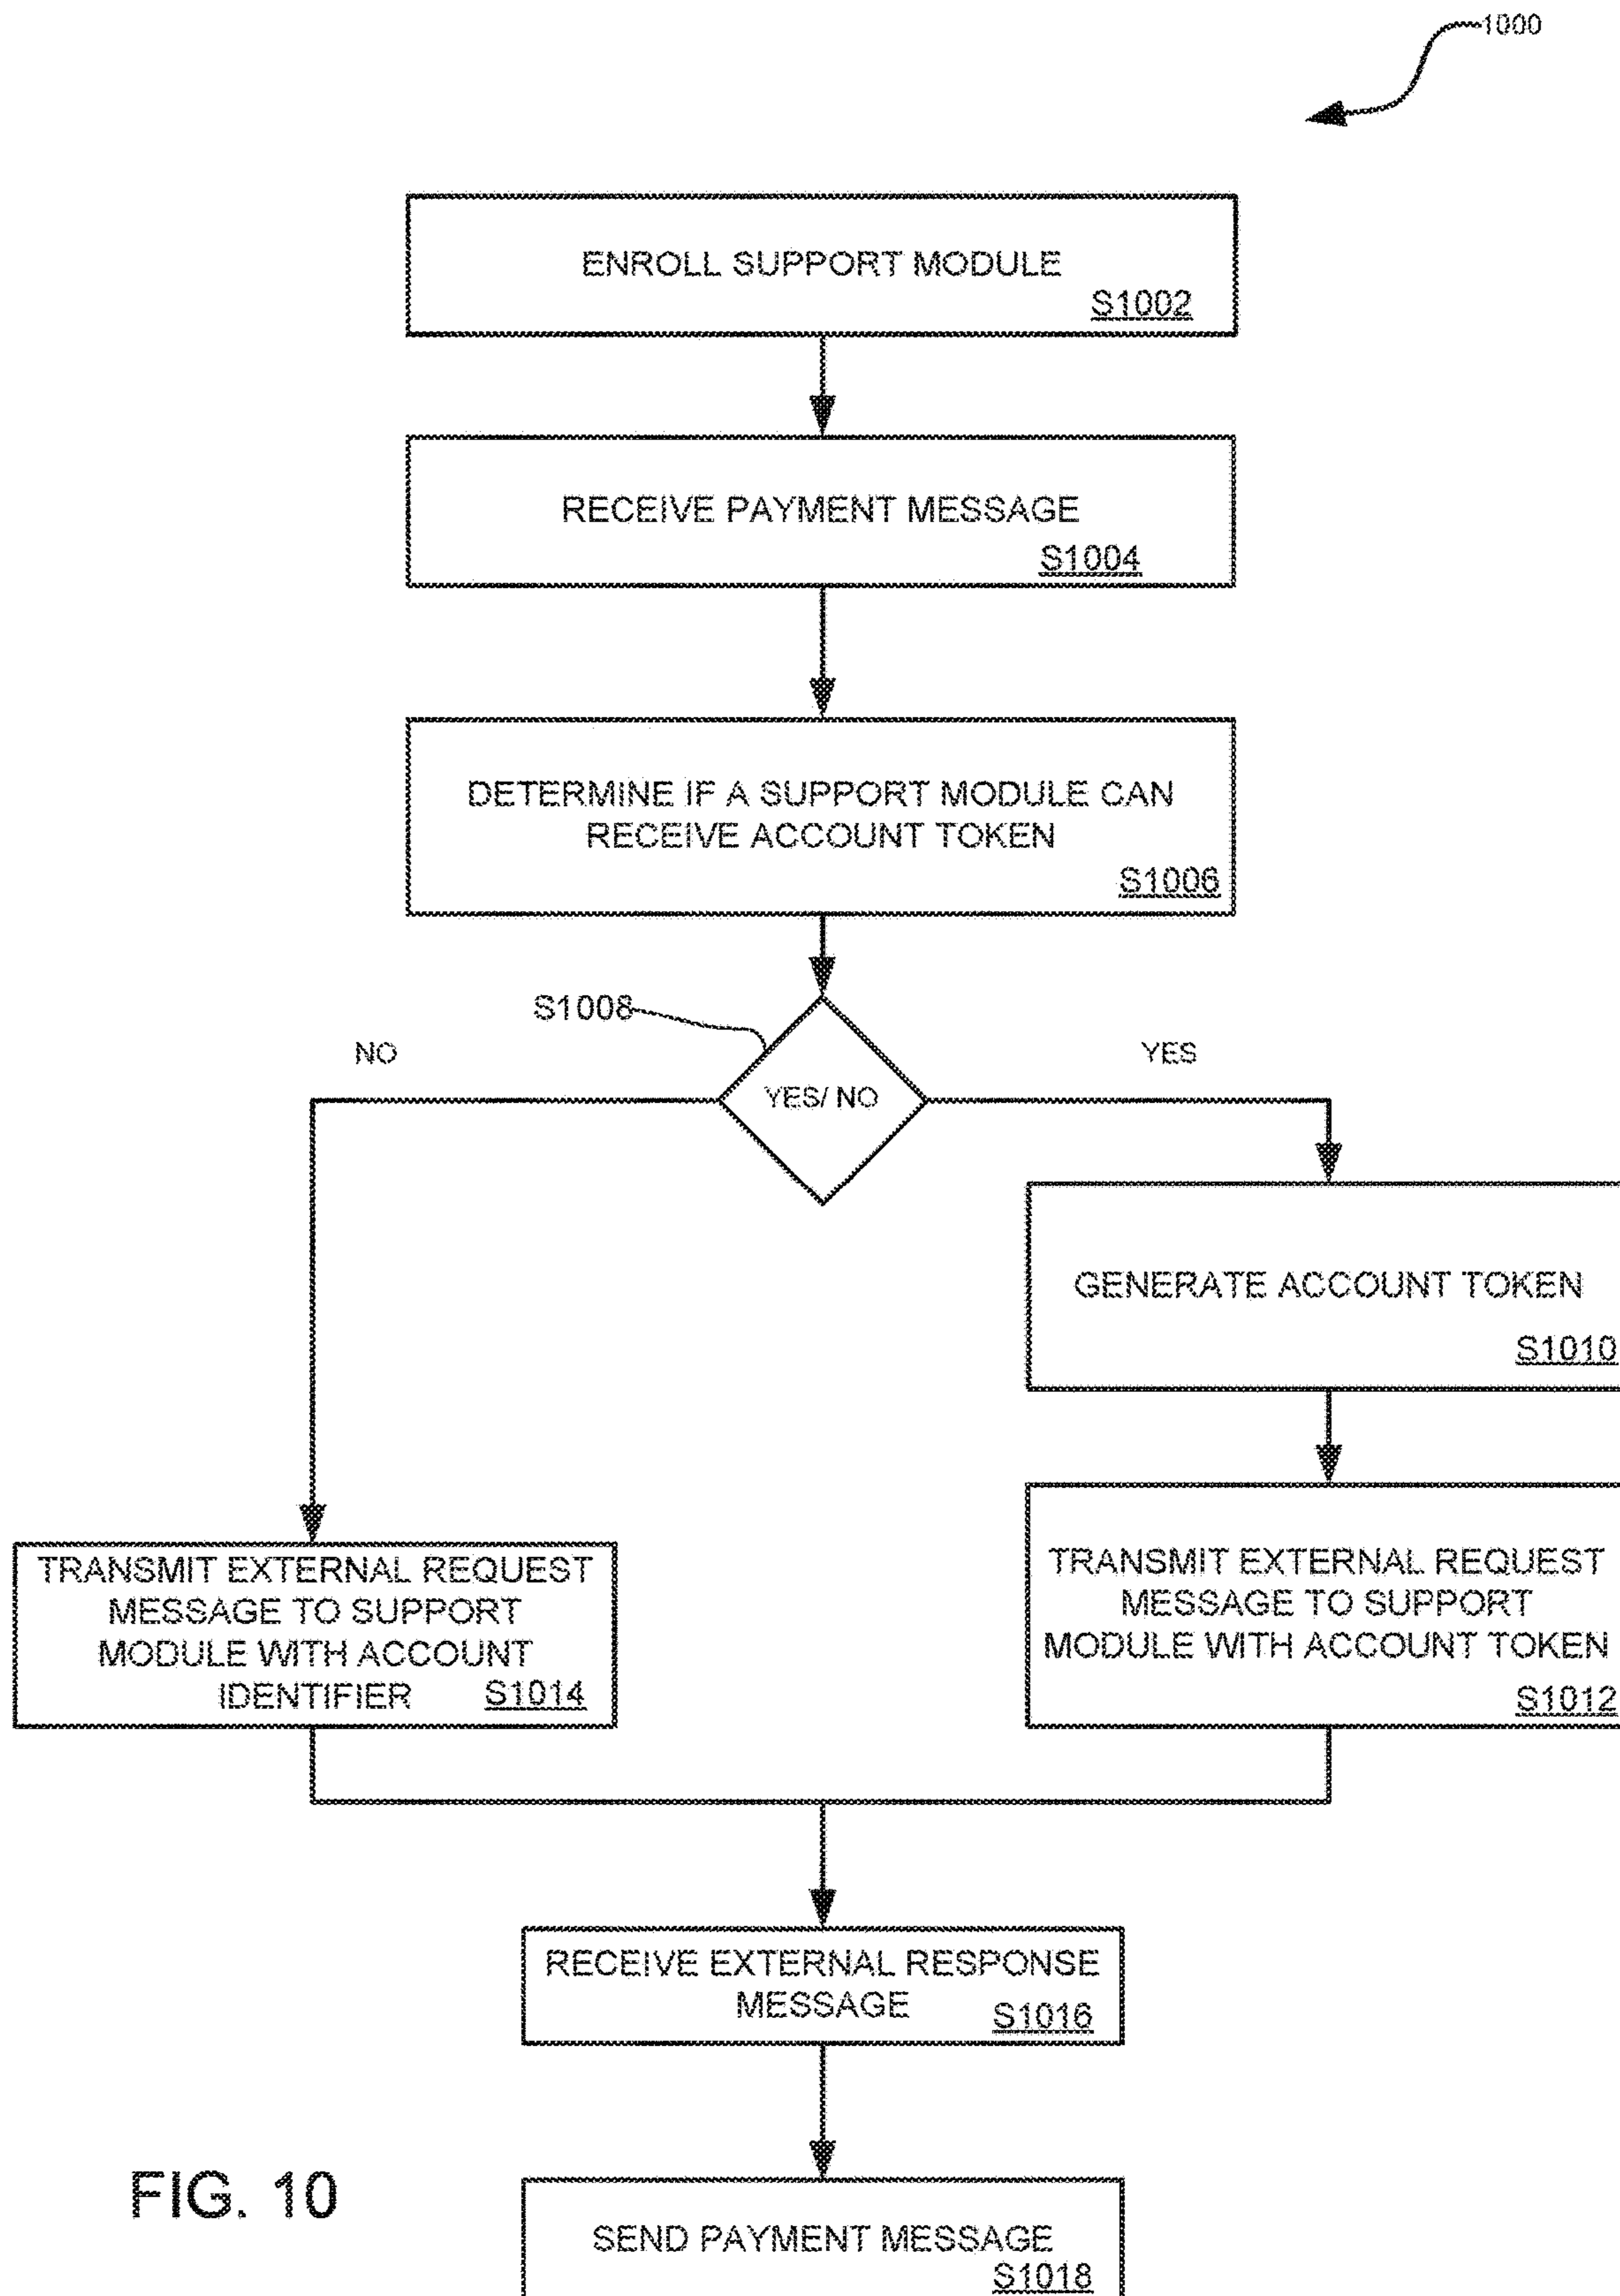 1000
ENROLL SUPPORT MODULE
S1002
RECEIVE PAYMENT MESSAGE
S1004
DETERMINE IF A SUPPORT MODULE CAN
RECEIVE ACCOUNT TOKEN
S1006
S1008
NO
YES/ NO
YES
GENERATE ACCOUNT TOKEN
S1010
TRANSMIT EXTERNAL REQUEST
MESSAGE TO SUPPORT
MODULE WITH ACCOUNT TOKEN
S1012
TRANSMIT EXTERNAL REQUEST
MESSAGE TO SUPPORT
MODULE WITH ACCOUNT
IDENTIFIER S1014
RECEIVE EXTERNAL RESPONSE
MESSAGE S1016
SEND PAYMENT MESSAGE
S1018
FIG. 10